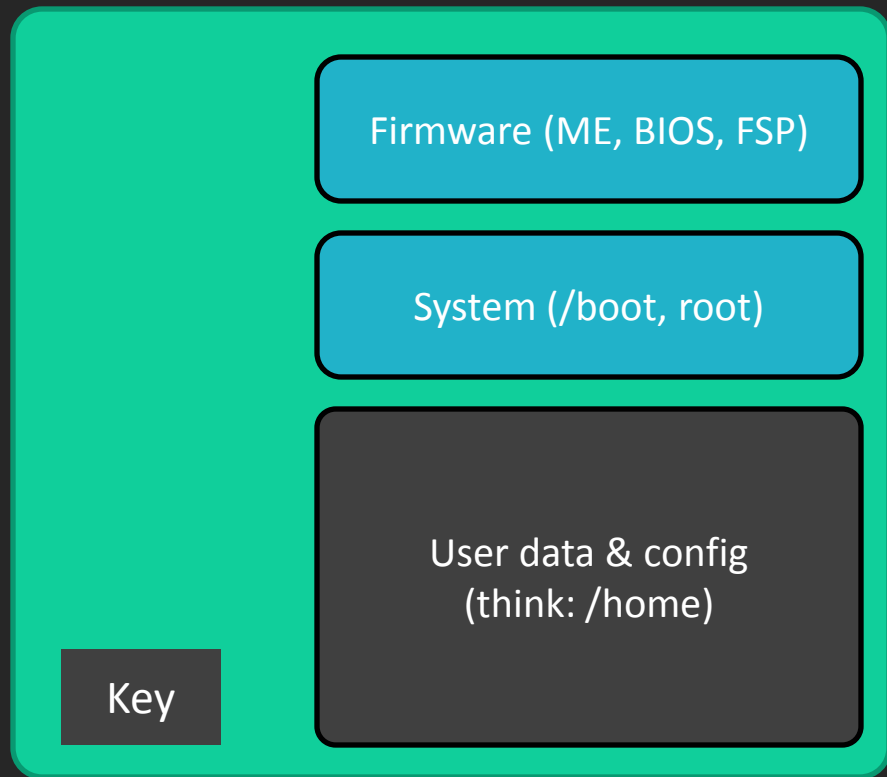 Firmware (ME, BIOS, FSP)
System (/boot, root)
User data & config
(think: /home)
Key